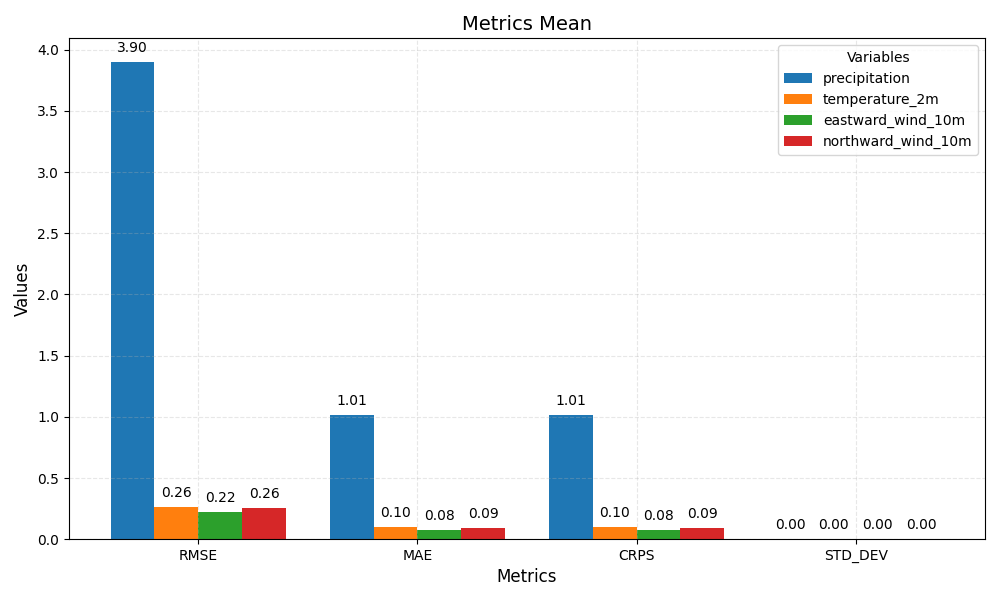 Metrics Mean
Values
4.0
3.5
3.0
2.5
2.0
1.5
1.0
0.5
0.0
3.90
0.26
0.22
0.26
1.01
0.10
0.08
0.09
1.01
0.10
0.08
0.09
0.00
0.00
0.00
0.00
Variables
precipitation
temperature_2m
eastward_wind_10m
northward_wind_10m
RMSE
MAE
CRPS
STD_DEV
Metrics